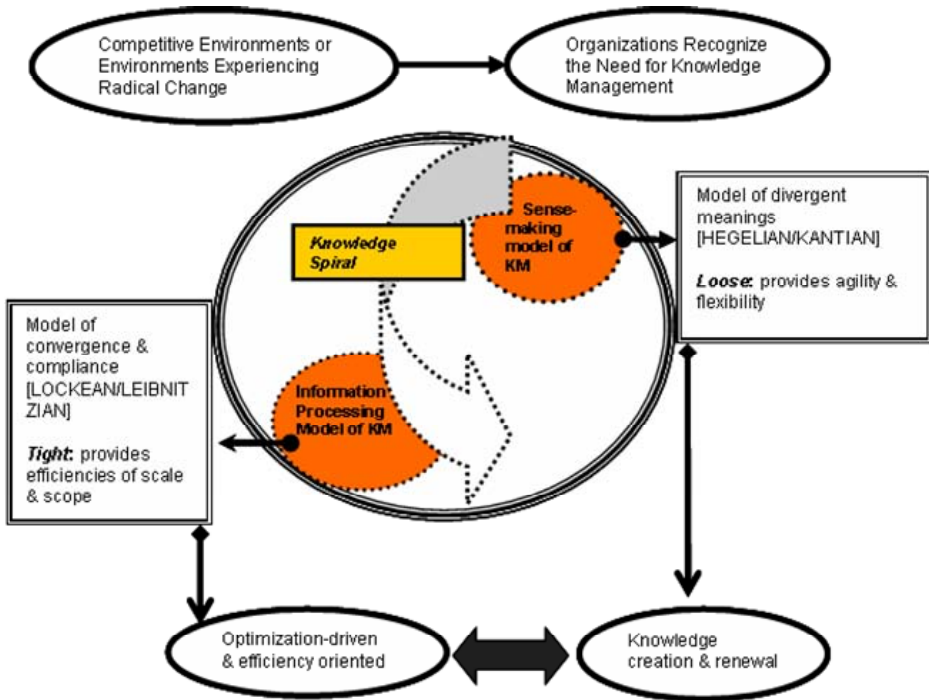 Competitive Environments or
Environments Experiencing
Radical Change
Organizations Recognize
the Need for Knowledge
Management
Knowledge
Spiral
Sense-
making
model of
KM
Model of divergent
meanings
[HEGELIAN/KANTIAN]
Loose: provides agility &
flexibility
Model of
convergence &
compliance
[LOCKEAN/LEIBNIT
ZIAN]
Tight: provides
efficiencies of scale
& scope
Information
Processing
Model of KM
Optimization-driven
& efficiency oriented
Knowledge
creation & renewal